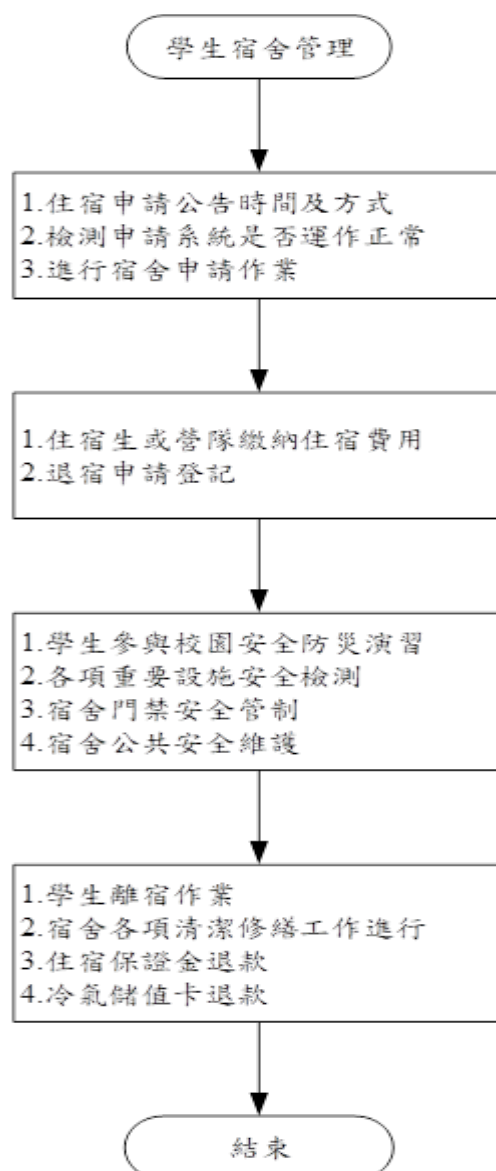 學生宿舍管理
1.住宿申請公告時間及方式
2.檢測申請系統是否運作正常
3.進行宿舍申請作業
1.住宿生或營隊繳納住宿費用
2.退宿申請登記
1.學生參與校園安全防災演習
2.各項重要設施安全檢測
3.宿舍門禁安全管制
4.宿舍公共安全維護
1.學生離宿作業
2.宿舍各項清潔修繕工作進行
3.住宿保證金退款
4.冷氣儲值卡退款
結束